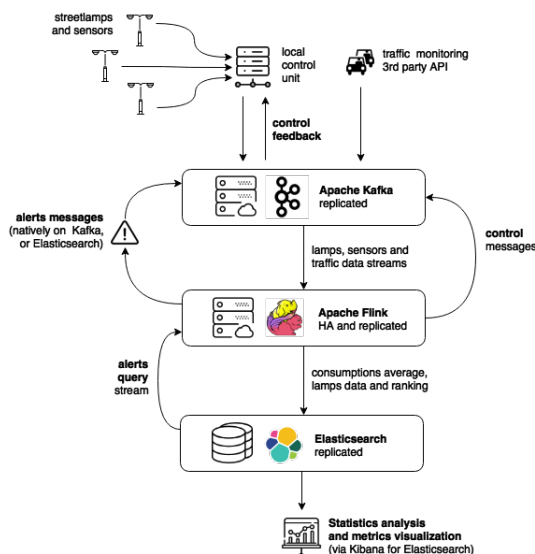 streetlamps
and sensors
local
control
unit
traffic monitoring
3rd party API
control
feedback
Apache Kafka
replicated
alerts messages
(natively on Kafka,
or Elasticsearch)
control
messages
lamps, sensors and
traffic data streams
Apache Flink
HA and replicated
alerts
query
stream
consumptions average,
lamps data and ranking
Elasticsearch
replicated
Statistics analysis
and metrics visualization
(via Kibana for Elasticsearch)